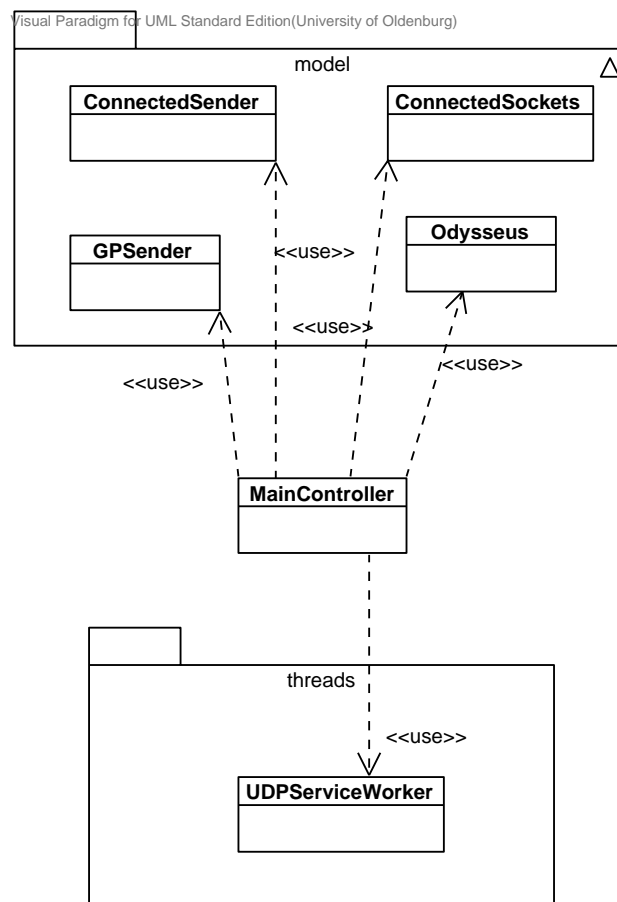 Visual Paradigm for UML Standard Edition(University of Oldenburg)
model
ConnectedSender
ConnectedSockets
GPSender
Odysseus
<<use>>
<<use>>
<<use>>
<<use>>
MainController
threads
<<use>>
UDPServiceWorker